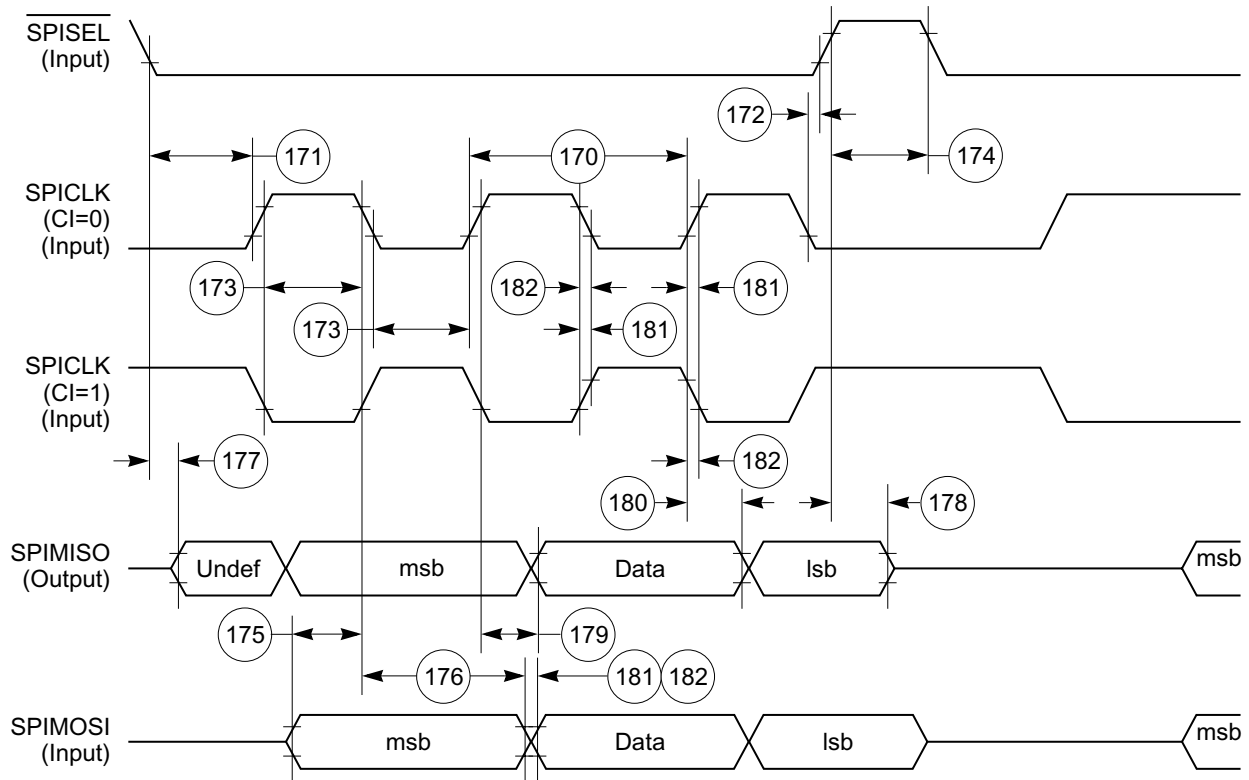 SPISEL
(Input)
172
171
170
174
SPICLK
(CI=0)
(Input)
173
182
181
173
181
SPICLK
(CI=1)
(Input)
177
182
180
178
SPIMISO
(Output)
Undef
msb
Data
lsb
msb
175
179
176
181
182
SPIMOSI
(Input)
msb
Data
lsb
msb